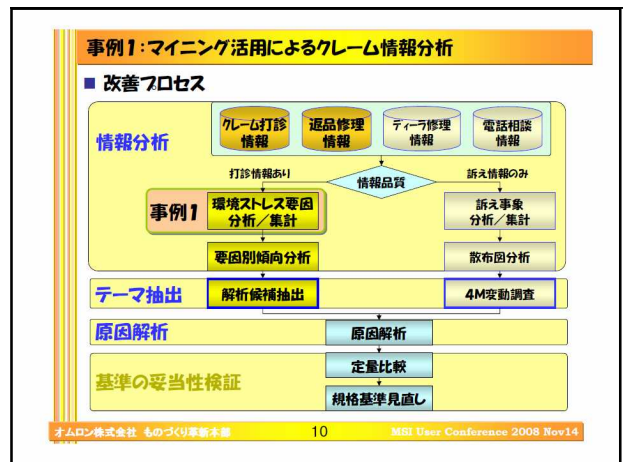 事例1：マイニング活用によるクレーム情報分析
■ 改善プロセス
情報分析
クレーム打診
情報
返品修理
情報
ディーラ修理
情報
電話相談
情報
打診情報あり
情報品質
訴え情報のみ
事例1
環境ストレス要因
分析／集計
訴え事象
分析／集計
要因別傾向分析
散布図分析
テーマ抽出
解析候補抽出
4M変動調査
原因解析
原因解析
基準の妥当性検証
定量比較
規格基準見直し
オムロン株式会社 ものづくり革新本部
10
MSI User Conference 2008 Nov14